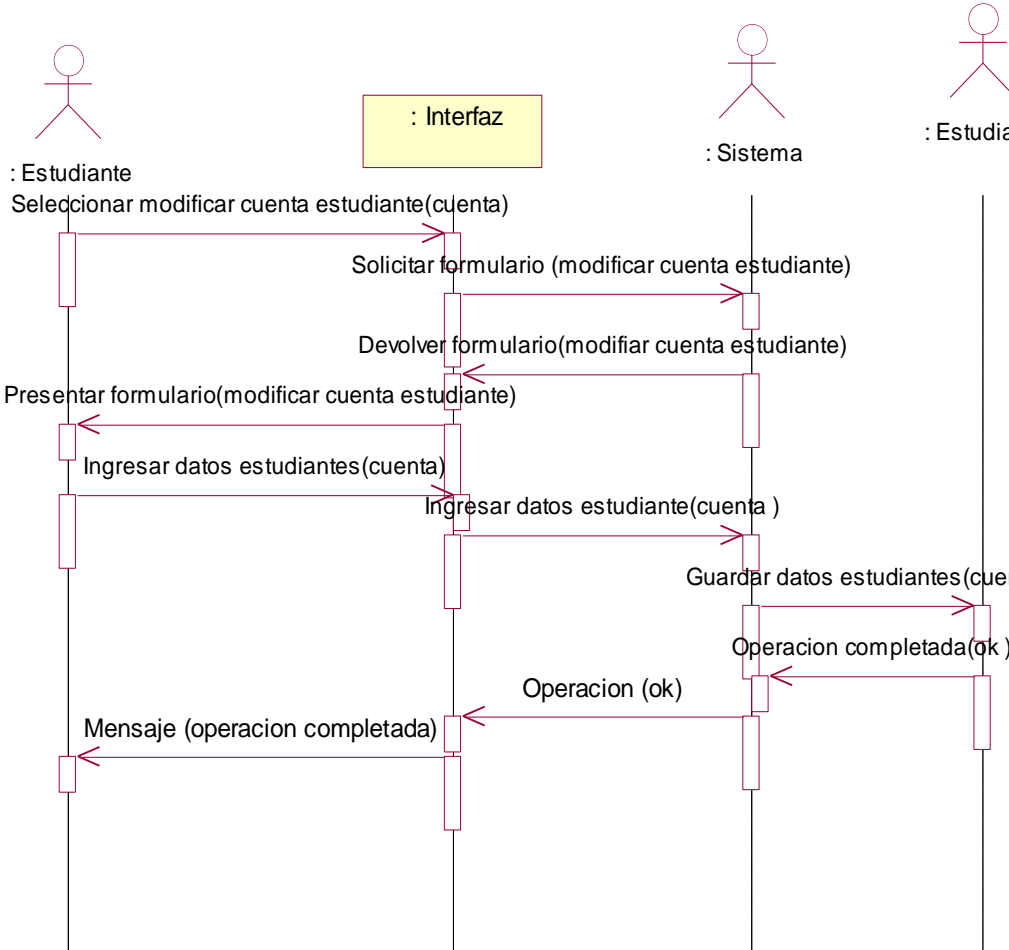 : Interfaz
: Estudia
: Sistema
: Estudiante
Seleccionar modificar cuenta estudiante(cuenta)
Solicitar formulario (modificar cuenta estudiante)
Devolver formulario(modifiar cuenta estudiante)
Presentar formulario(modificar cuenta estudiante)
Ingresar datos estudiantes(cuenta)
Ingresar datos estudiante(cuenta )
Guardar datos estudiantes(cue
Operacion completada(ok )
Operacion (ok)
Mensaje (operacion completada)